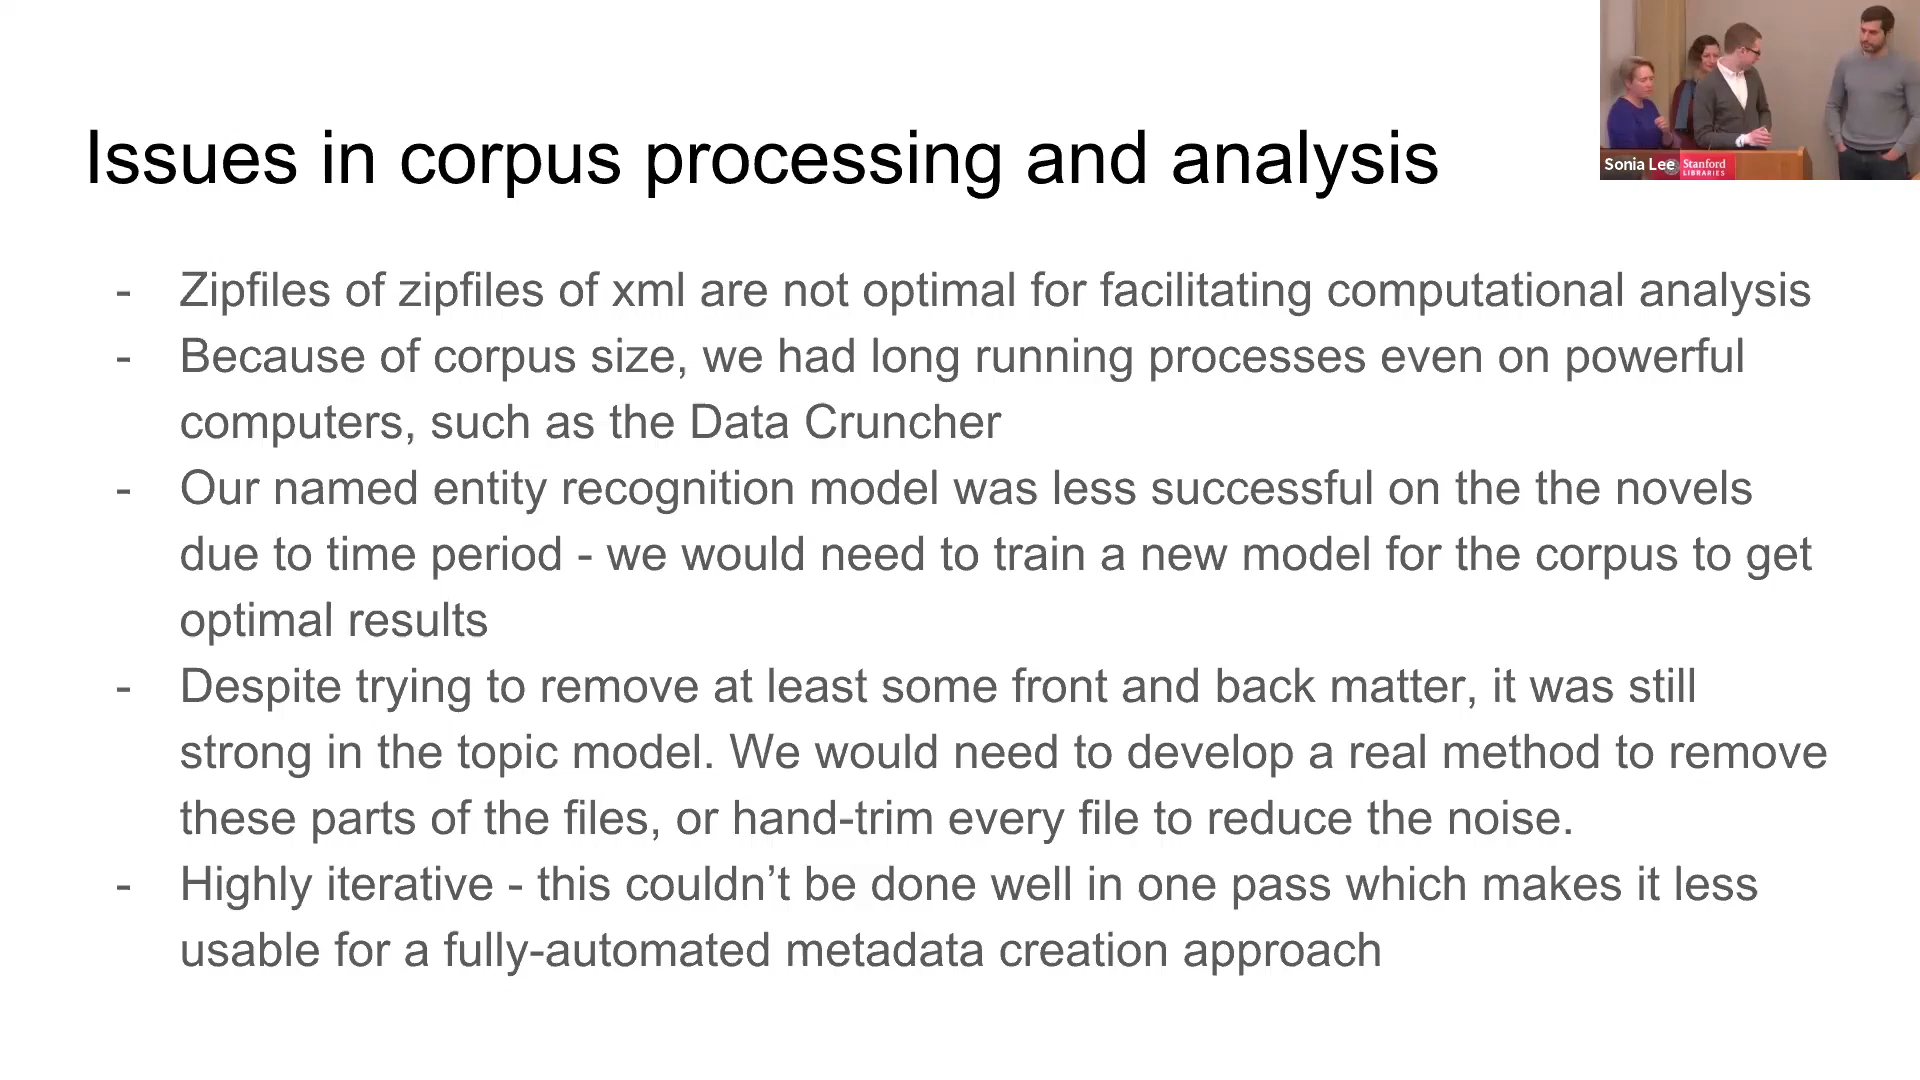 Issues in corpus processing and analysis
- Zipfiles of zipfiles of xml are not optimal for facilitating computational analysis
- Because of corpus size, we had long running processes even on powerful
computers, such as the Data Cruncher
- Our named entity recognition model was less successful on the the novels
due to time period - we would need to train a new model for the corpus to get
optimal results
- Despite trying to remove at least some front and back matter, it was still
strong in the topic model. We would need to develop a real method to remove
these parts of the files, or hand-trim every file to reduce the noise.
- Highly iterative - this couldn’t be done well in one pass which makes it less
usable for a fully-automated metadata creation approach
Sonia Lee
Stanford
LIBRARIES